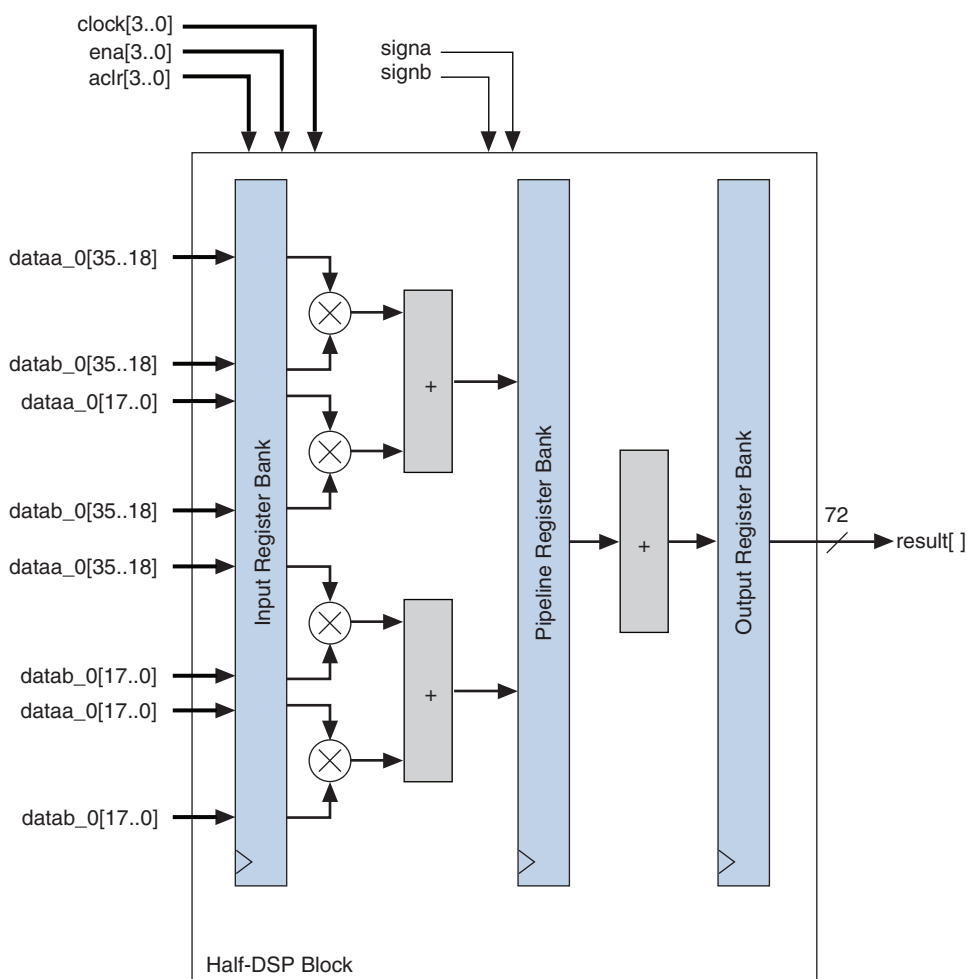 clock[3..0]
ena[3..0]
aclr[3..0]
signa
signb
dataa_0[35..18]
datab_0[35..18]
dataa_0[17..0]
datab_0[35..18]
dataa_0[35..18]
datab_0[17..0]
dataa_0[17..0]
datab_0[17..0]
Input Register Bank
+
+
Pipeline Register Bank
+
Output Register Bank
72
result[ ]
Half-DSP Block